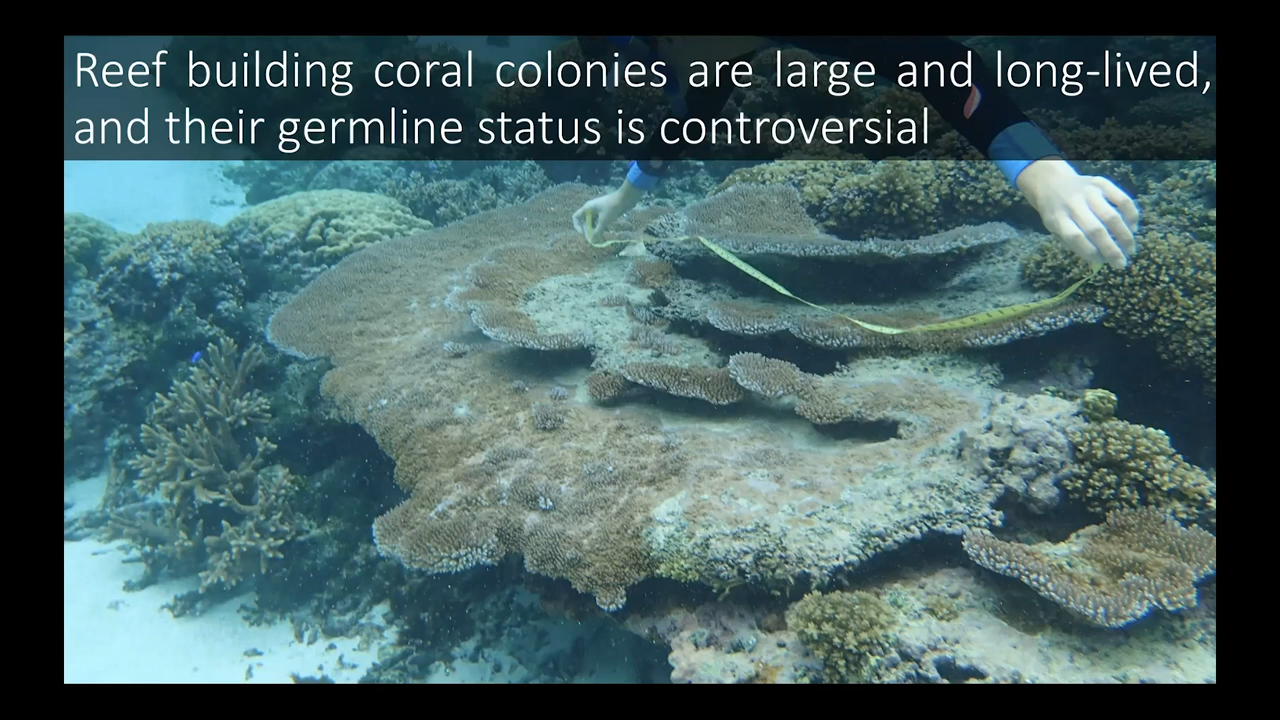 Reef building coral colonies are large and long-lived,
and their germline status is controversial